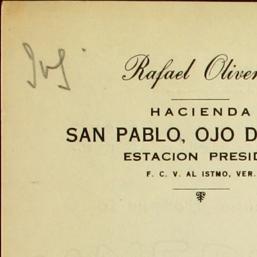 Rafael Oliver
HACIENDA
SAN PABLO, OJO D
ESTACION PRESID
F. C. V. AL ISTMO, VER.